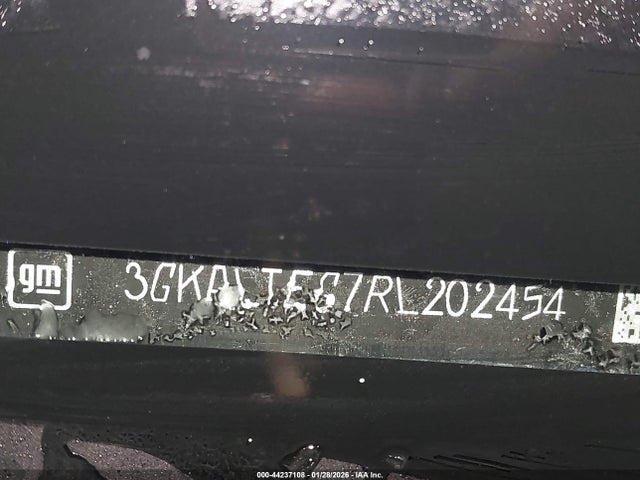 gm
3GKALTEG7RL202454
000-44237108 - 01/28/2026 - IAA Inc.